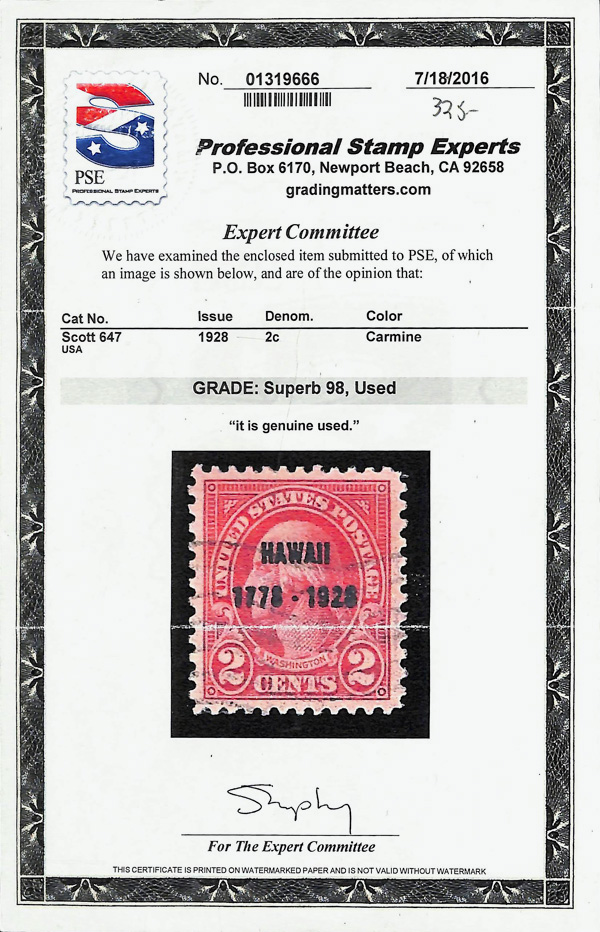 No. 01319666
7/18/2016
325-
PSE
PROFESSIONAL STAMP EXPERTS
Professional Stamp Experts
P.O. Box 6170, Newport Beach, CA 92658
gradingmatters.com
Expert Committee
We have examined the enclosed item submitted to PSE, of which
an image is shown below, and are of the opinion that:
Cat No. Issue Denom. Color
Scott 647 1928 2c Carmine
USA
GRADE: Superb 98, Used
“it is genuine used.”
UNITED STATES POSTAGE
HAWAII
1778 - 1928
WASHINGTON
2 2
CENTS
For The Expert Committee
THIS CERTIFICATE IS PRINTED ON WATERMARKED PAPER AND IS NOT VALID WITHOUT WATERMARK